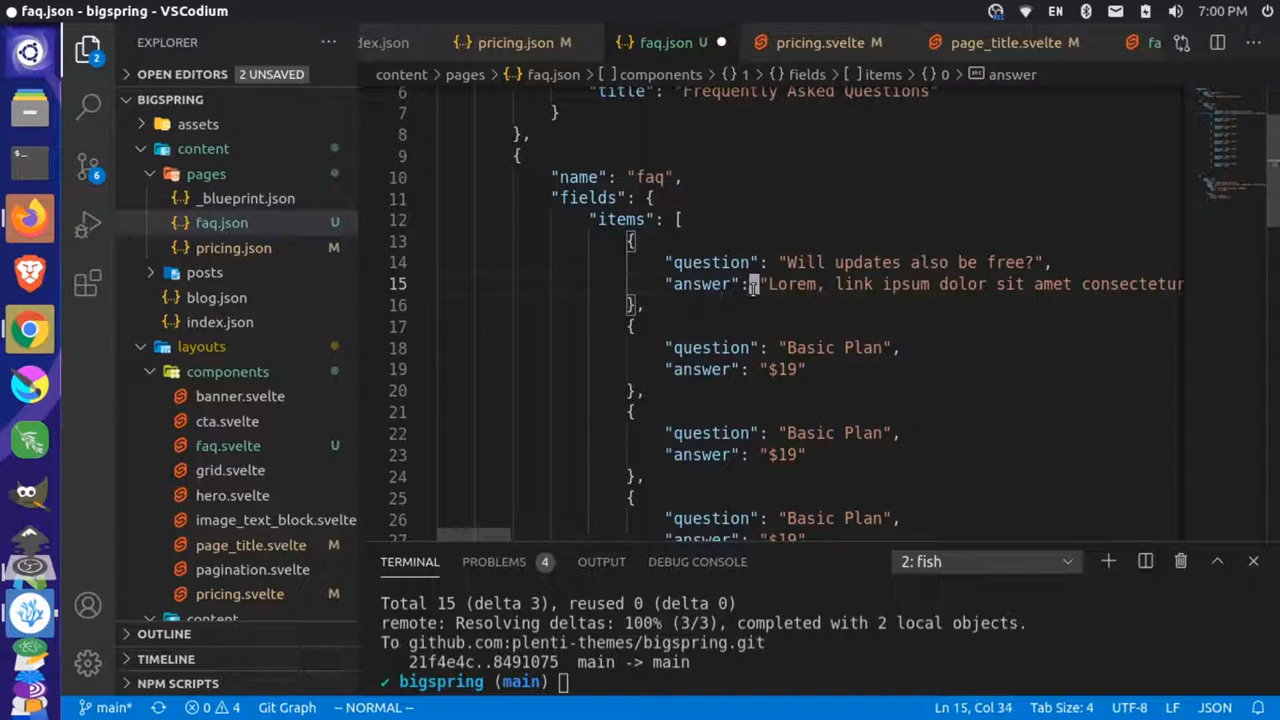 faq.json - bigspring - VSCodium
EN
7:00 PM
EXPLORER
dex.json
pricing.json M
faq.json U
pricing.svelte M
page_title.svelte M
fa
OPEN EDITORS 2 UNSAVED
content pages faq.json components 1 fields items 0 answer
BIGSPRING
assets
content
pages
_blueprint.json
faq.json U
pricing.json M
posts
blog.json
index.json
layouts
components
banner.svelte
cta.svelte
faq.svelte U
grid.svelte
hero.svelte
image_text_block.svelte
page_title.svelte M
pagination.svelte
pricing.svelte M
content
OUTLINE
TIMELINE
NPM SCRIPTS
2
6
6 "title": "Frequently Asked Questions"
7 }
8 },
9 {
10 "name": "faq",
11 "fields": {
12 "items": [
13 {
14 "question": "Will updates also be free?",
15 "answer": "Lorem, link ipsum dolor sit amet consectetur
16 },
17 {
18 "question": "Basic Plan",
19 "answer": "$19"
20 },
21 {
22 "question": "Basic Plan",
23 "answer": "$19"
24 },
25 {
26 "question": "Basic Plan",
27 "answer": "$19"
TERMINAL PROBLEMS 4 OUTPUT DEBUG CONSOLE 2: fish
Total 15 (delta 3), reused 0 (delta 0)
remote: Resolving deltas: 100% (3/3), completed with 2 local objects.
To github.com:plenti-themes/bigspring.git
21f4e4c..8491075 main -> main
✔ bigspring (main)
main* 0 4 Git Graph -- NORMAL -- Ln 15, Col 34 Tab Size: 4 UTF-8 LF JSON